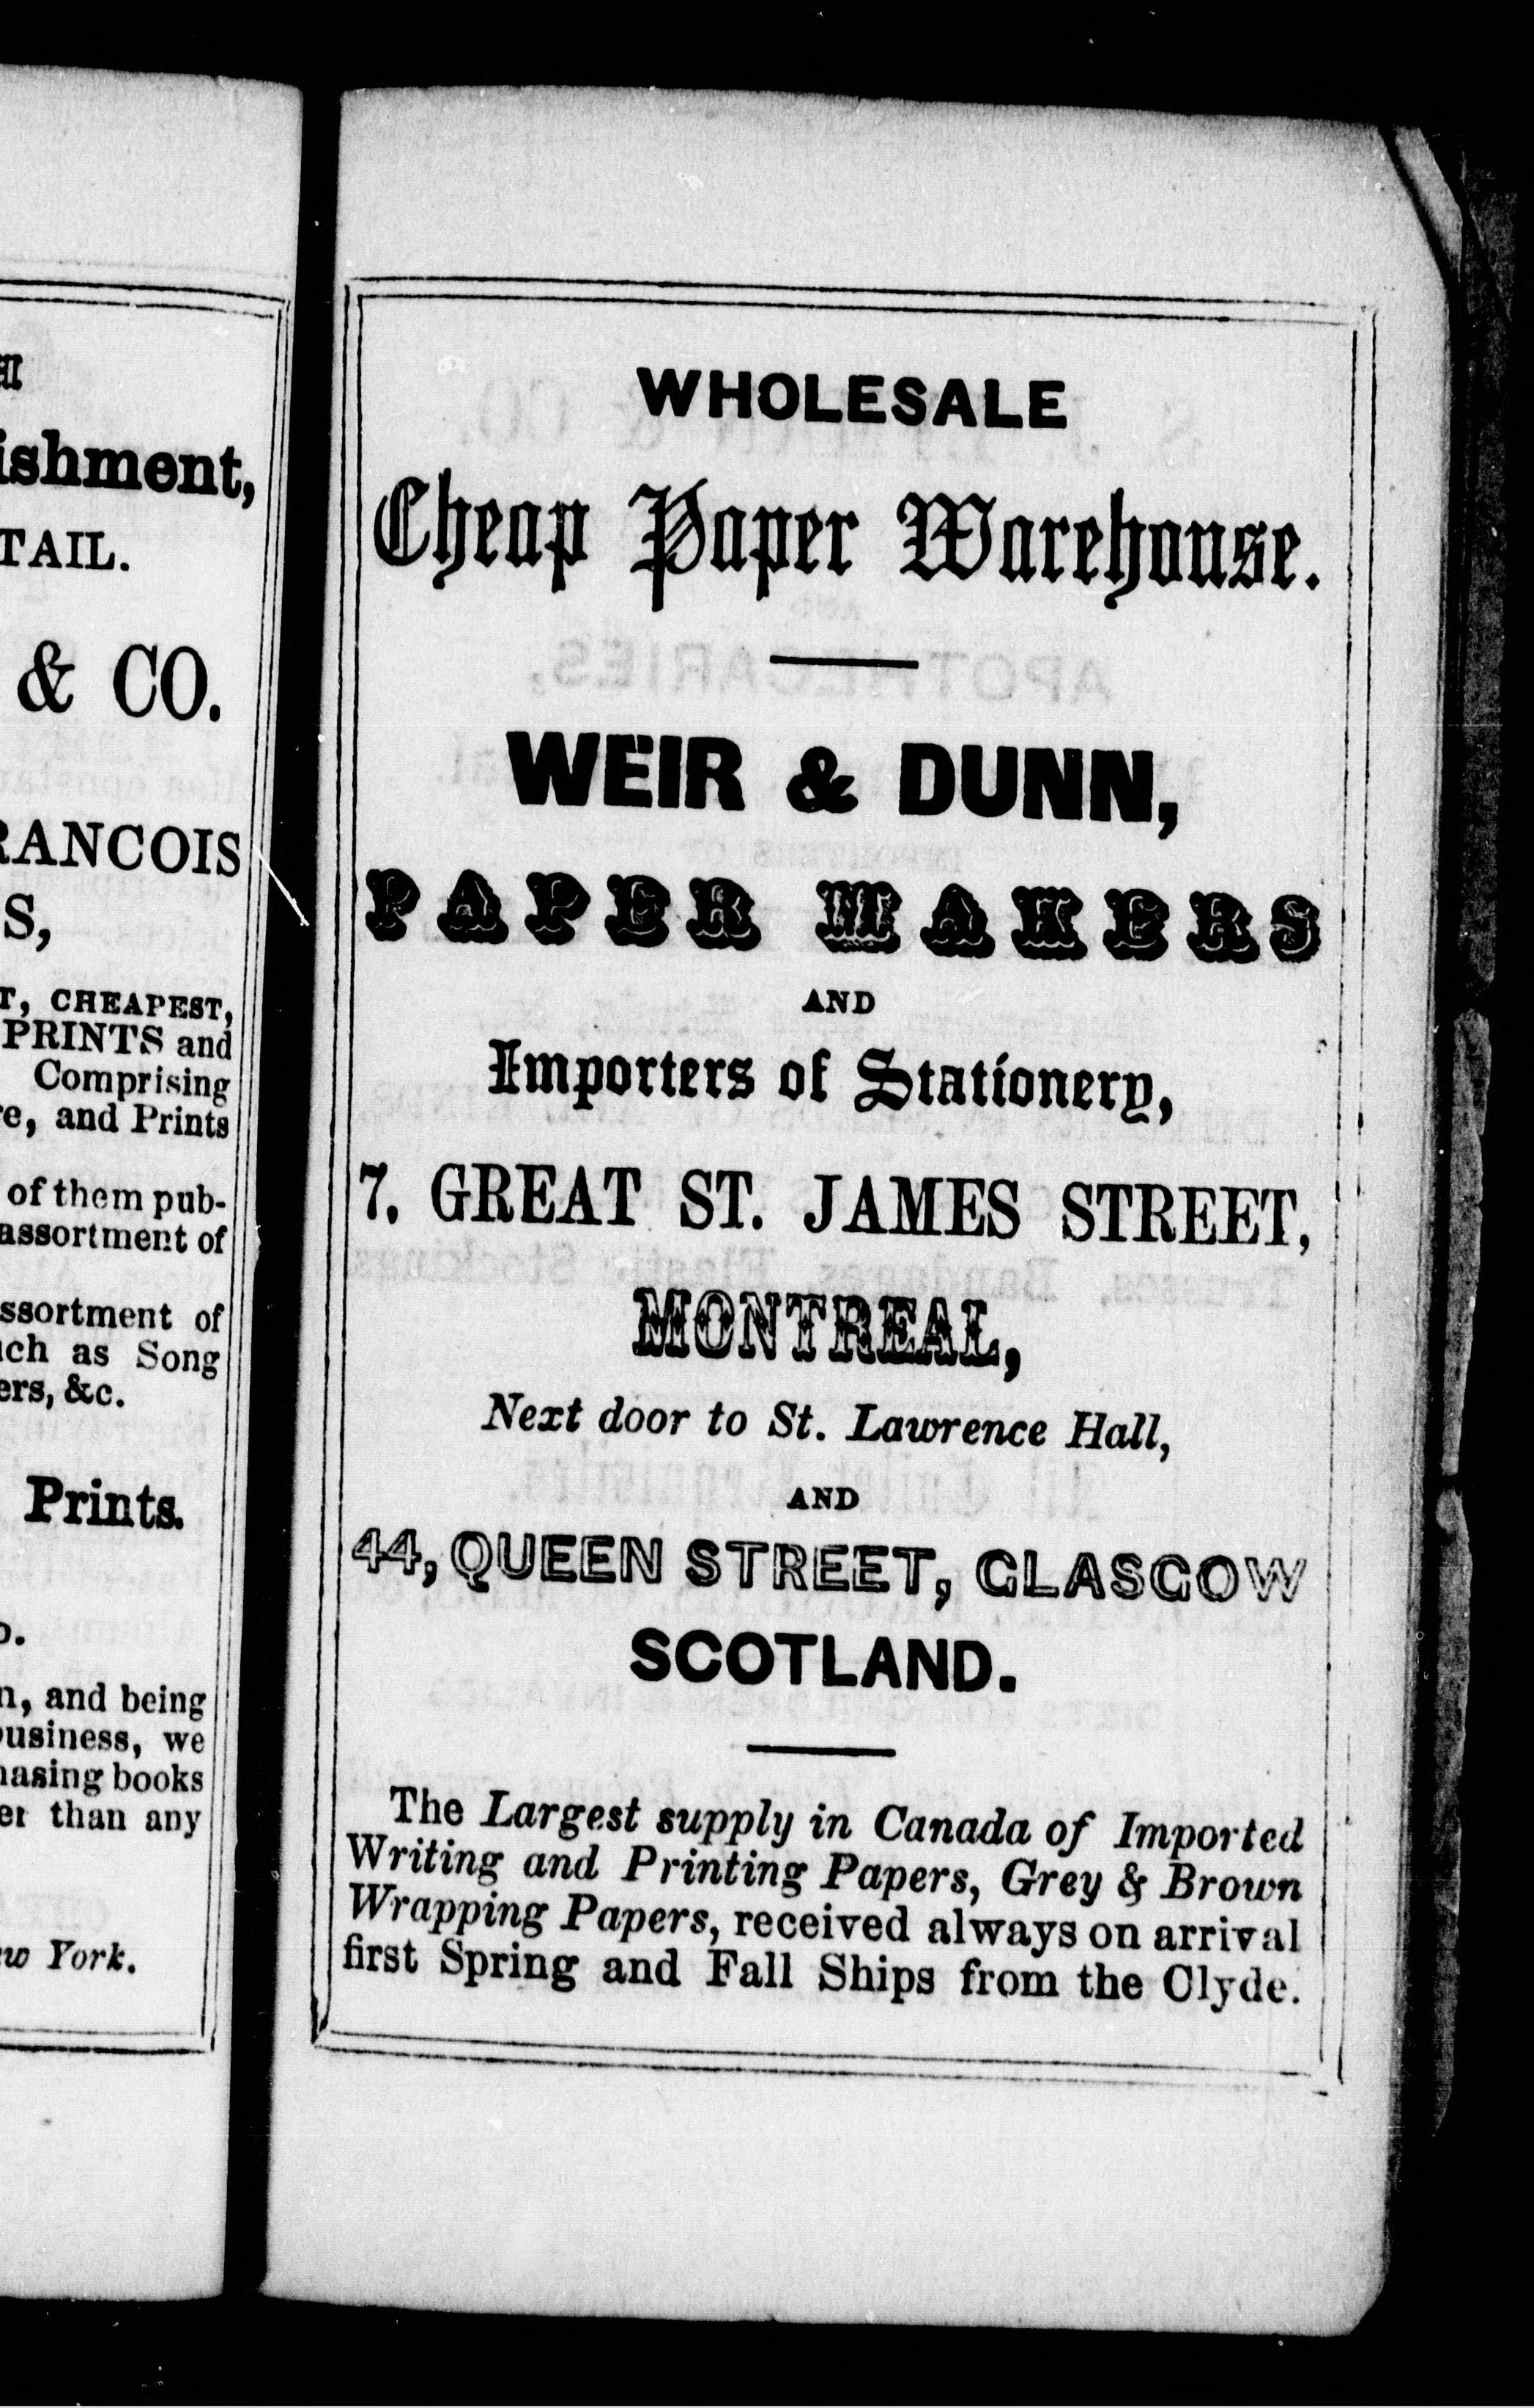 ishment,
TAIL.
& CO.
RANCOIS
S,
T, CHEAPEST,
PRINTS and
Comprising
re, and Prints
of them pub-
assortment of
ssortment of
uch as Song
ers, &c.
Prints.
o.
n, and being
business, we
hasing books
er than any
ew York.
WHOLESALE
Cheap Paper Warehouse.
WEIR & DUNN,
PAPER MAKERS
AND
Importers of Stationery,
7, GREAT ST. JAMES STREET,
MONTREAL,
Next door to St. Lawrence Hall,
AND
44, QUEEN STREET, GLASGOW
SCOTLAND.
The Largest supply in Canada of Imported
Writing and Printing Papers, Grey & Brown
Wrapping Papers, received always on arrival
first Spring and Fall Ships from the Clyde.